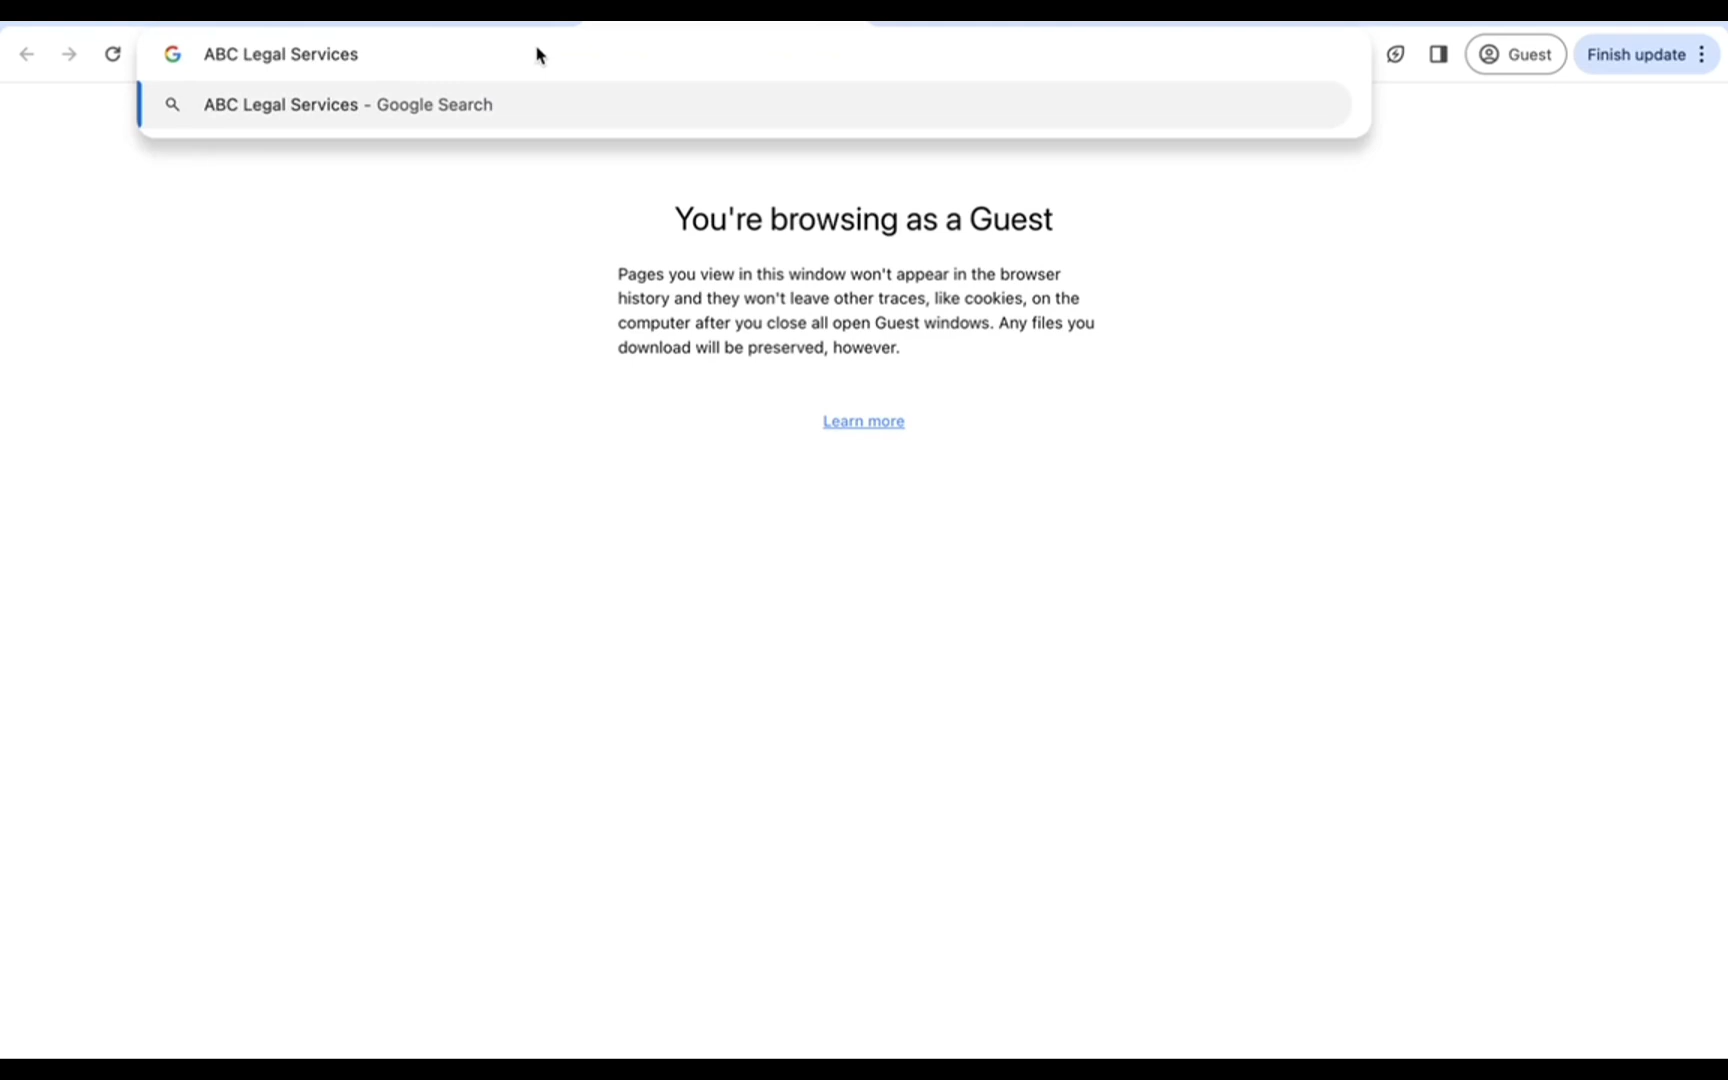 ABC Legal Services
Guest
Finish update
ABC Legal Services - Google Search
You're browsing as a Guest
Pages you view in this window won't appear in the browser
history and they won't leave other traces, like cookies, on the
computer after you close all open Guest windows. Any files you
download will be preserved, however.
Learn more